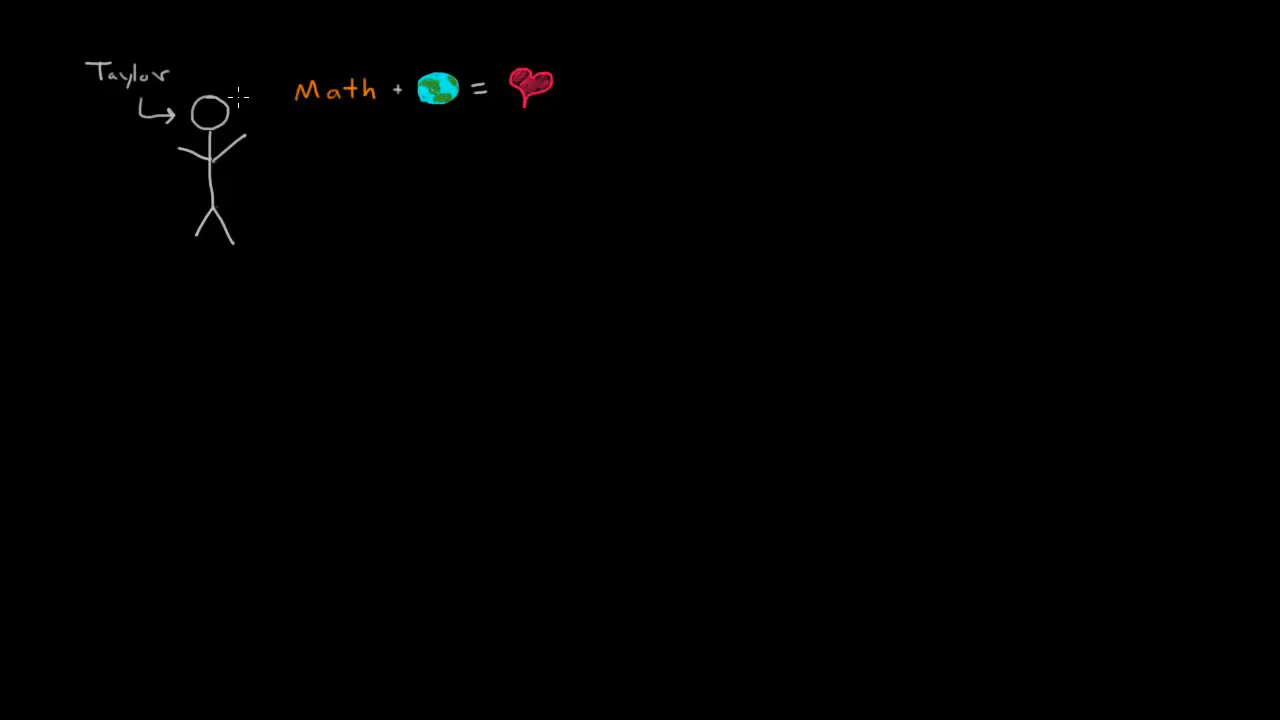 Taylor
Math + =